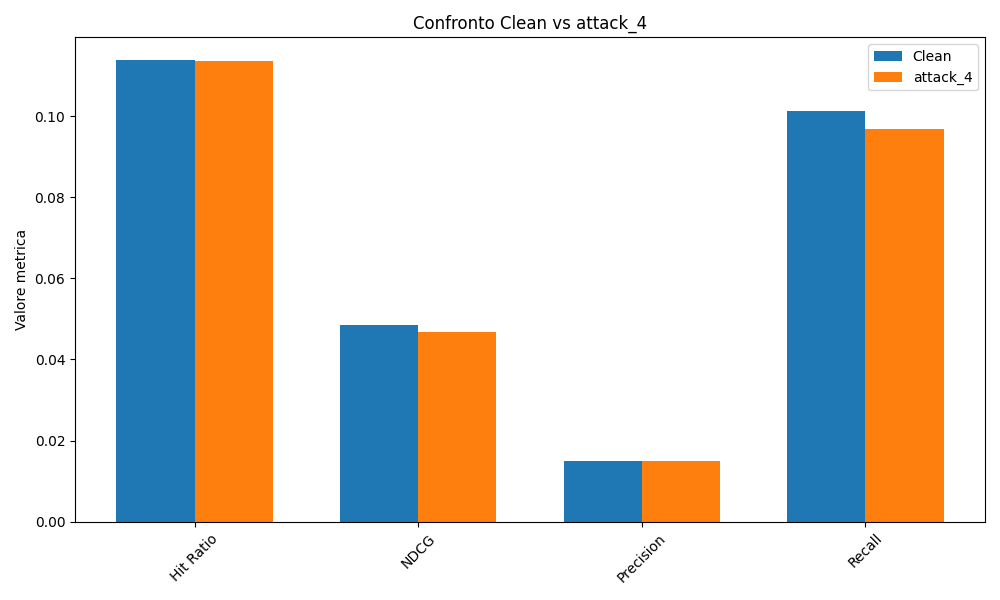 Confronto Clean vs attack_4
Clean
attack_4
Valore metrica
0.10
0.08
0.06
0.04
0.02
0.00
Hit Ratio
NDCG
Precision
Recall